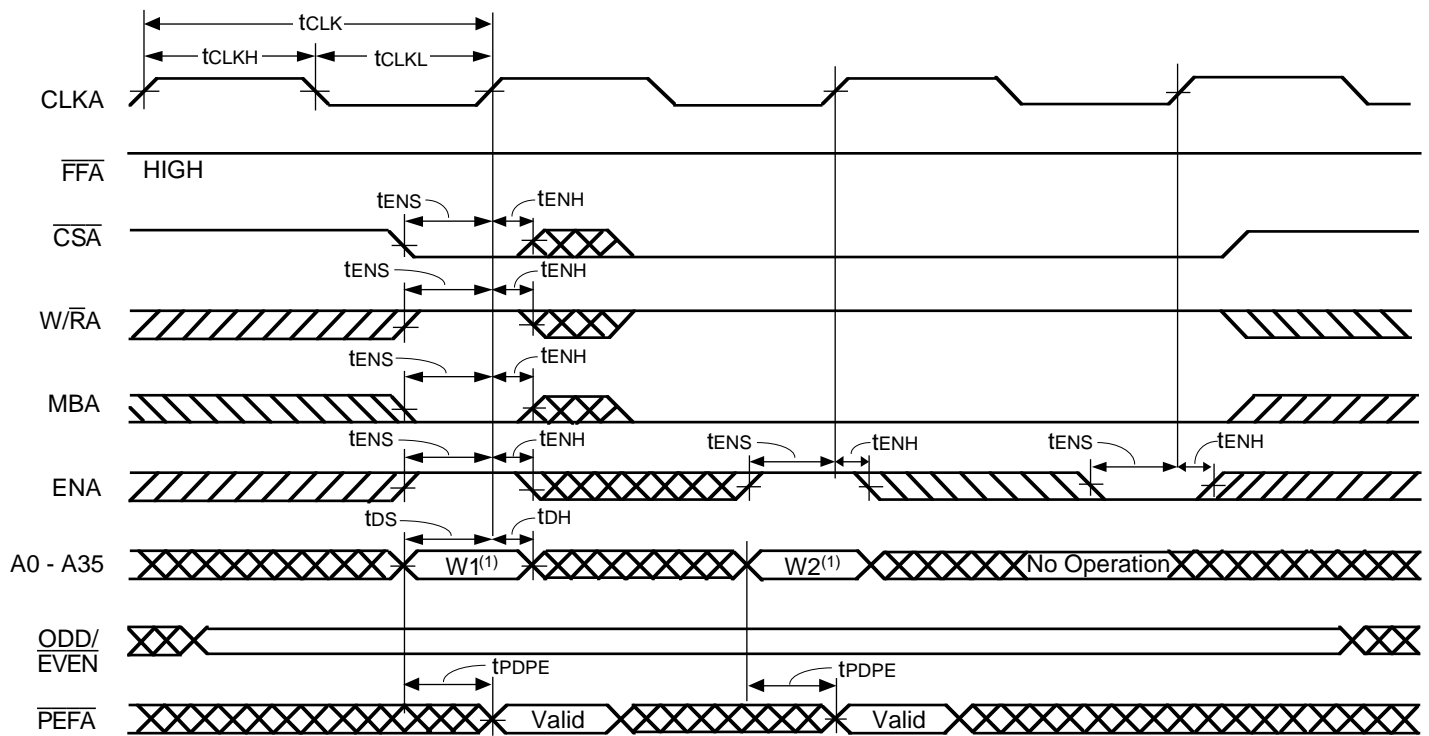 tCLK
tCLKH tCLKL
CLKA
FFA HIGH
tENS tENH
CSA
tENS tENH
W/RA
tENS tENH
MBA
tENS tENH tENS tENH tENS tENH
ENA
tDS tDH
A0 - A35 W1(1) W2(1) No Operation
ODD/
EVEN
tPDPE tPDPE
PEFA Valid Valid